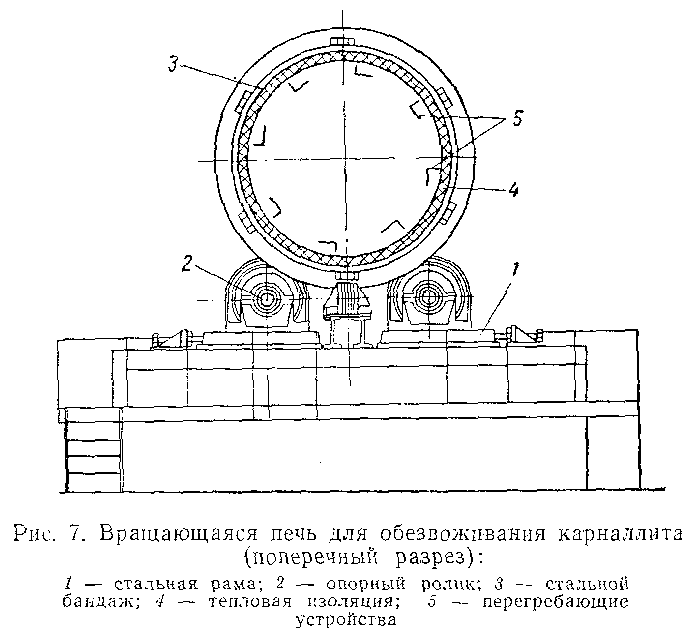 3
5
4
2
1
Рис. 7. Вращающаяся печь для обезвоживания карналлита
(поперечный разрез):
1 — стальная рама; 2 — опорный ролик; 3 — стальной
бандаж; 4 — тепловая изоляция; 5 — перегребающие
устройства